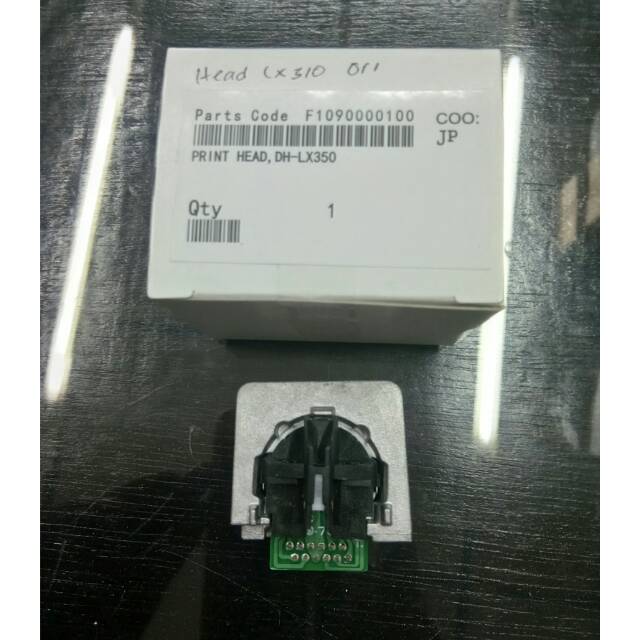 Head Lx310 ori
Parts Code F1090000100
COO:
JP
PRINT HEAD,DH-LX350
Qty 1